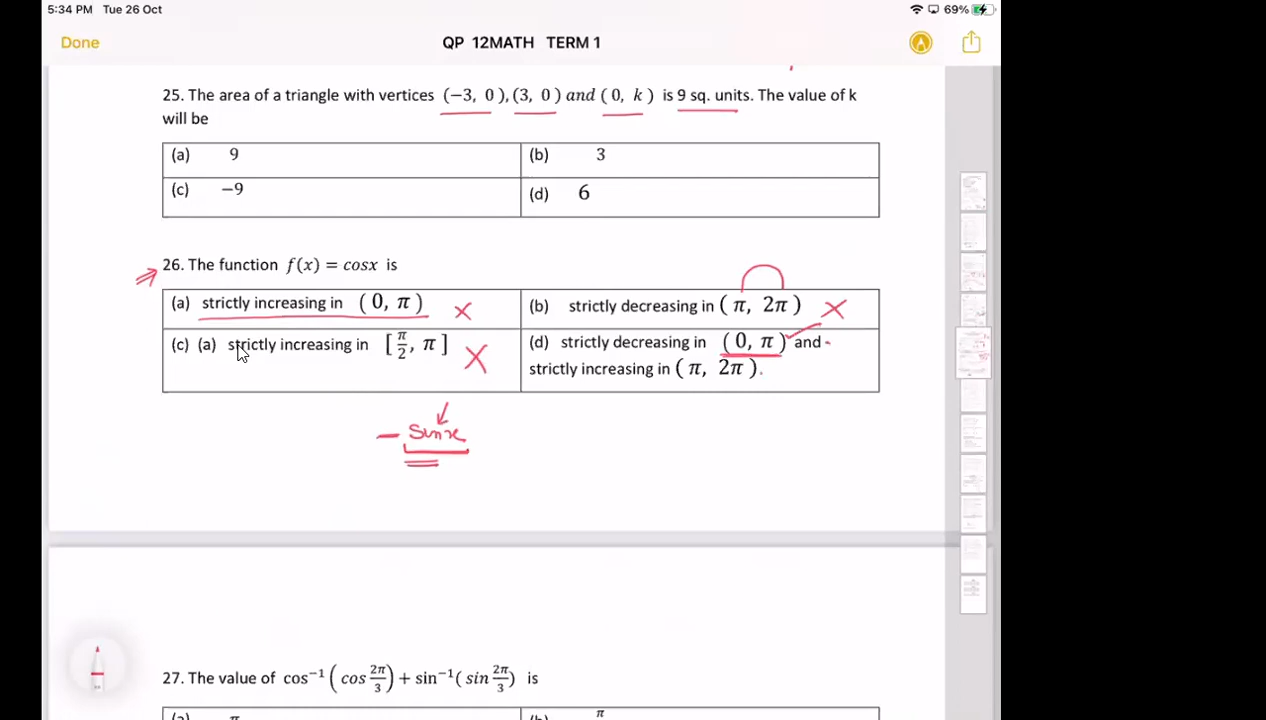 5:34 PM Tue 26 Oct
69%
Done
QP 12MATH TERM 1
25. The area of a triangle with vertices (−3, 0), (3, 0) and (0, k) is 9 sq. units. The value of k
will be
(a) 9
(b) 3
(c) −9
(d) 6
26. The function f(x) = cosx is
(a) strictly increasing in (0, π) ×
(b) strictly decreasing in (π, 2π) ×
(c) (a) strictly increasing in [π/2, π] ×
(d) strictly decreasing in (0, π) and
strictly increasing in (π, 2π).
− sinx
27. The value of cos⁻¹(cos 2π/3) + sin⁻¹(sin 2π/3) is